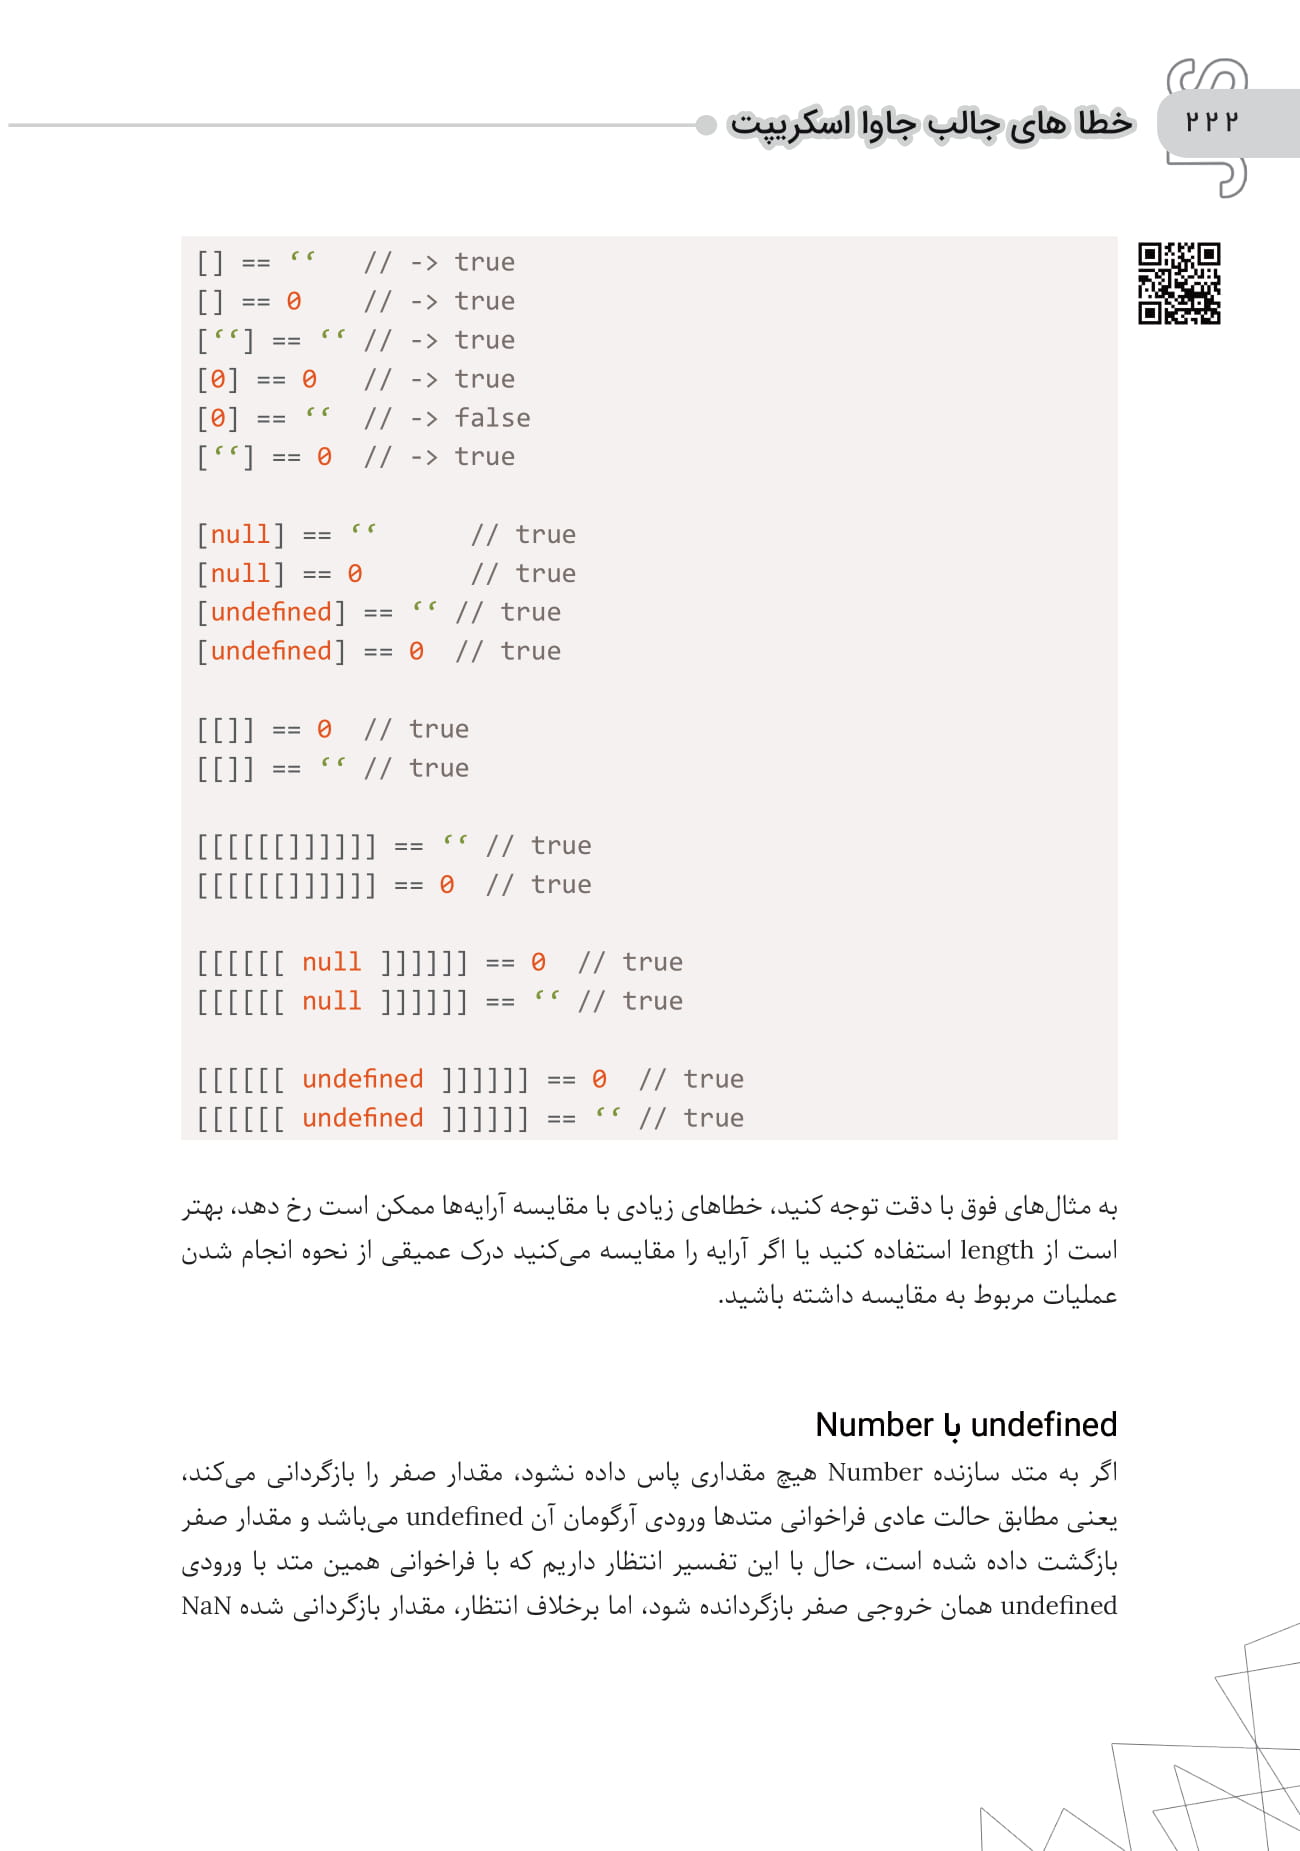 خطا های جالب جاوا اسکریپت
۲۲۲
[] == ‘‘   // -> true
[] == 0    // -> true
[‘‘] == ‘‘ // -> true
[0] == 0   // -> true
[0] == ‘‘  // -> false
[‘‘] == 0  // -> true
[null] == ‘‘      // true
[null] == 0       // true
[undefined] == ‘‘ // true
[undefined] == 0  // true
[[]] == 0  // true
[[]] == ‘‘ // true
[[[[[[]]]]]] == ‘‘ // true
[[[[[[]]]]]] == 0  // true
[[[[[[ null ]]]]]] == 0  // true
[[[[[[ null ]]]]]] == ‘‘ // true
[[[[[[ undefined ]]]]]] == 0  // true
[[[[[[ undefined ]]]]]] == ‘‘ // true
به مثال‌های فوق با دقت توجه کنید، خطاهای زیادی با مقایسه آرایه‌ها ممکن است رخ دهد، بهتر
است از length استفاده کنید یا اگر آرایه را مقایسه می‌کنید درک عمیقی از نحوه انجام شدن
عملیات مربوط به مقایسه داشته باشید.
undefined با Number
اگر به متد سازنده Number هیچ مقداری پاس داده نشود، مقدار صفر را بازگردانی می‌کند،
یعنی مطابق حالت عادی فراخوانی متدها ورودی آرگومان آن undefined می‌باشد و مقدار صفر
بازگشت داده شده است، حال با این تفسیر انتظار داریم که با فراخوانی همین متد با ورودی
undefined همان خروجی صفر بازگردانده شود، اما برخلاف انتظار، مقدار بازگردانی شده NaN